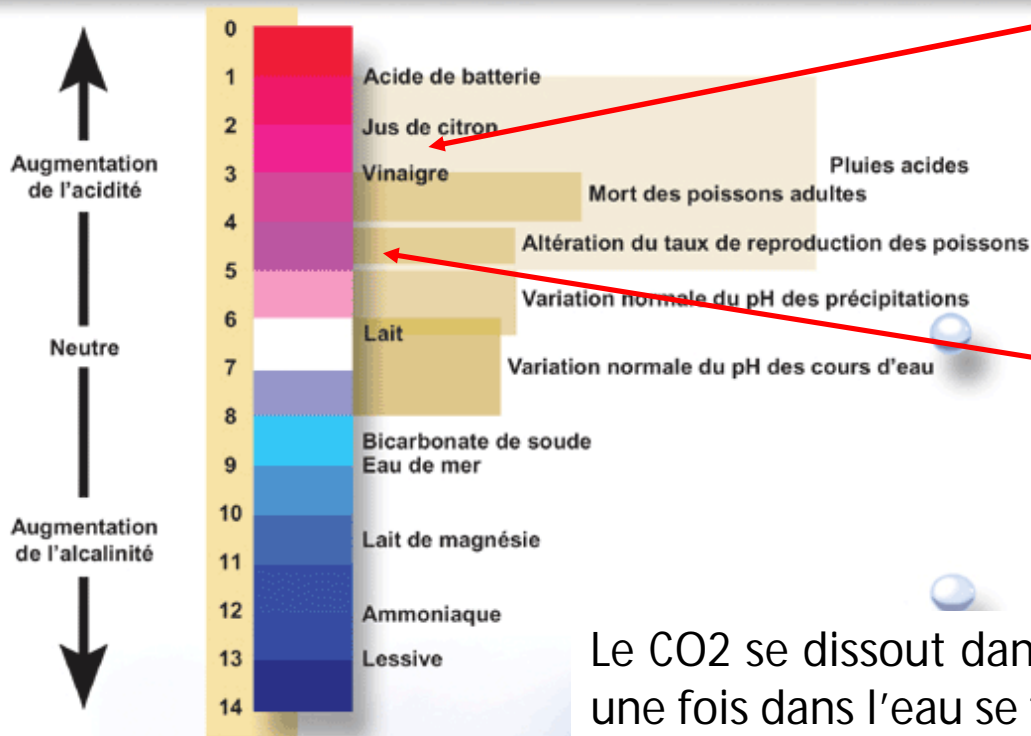 Augmentation
de l'acidité
Neutre
Augmentation
de l'alcalinité
0
1
2
3
4
5
6
7
8
9
10
11
12
13
14
Acide de batterie
Jus de citron
Vinaigre
Pluies acides
Mort des poissons adultes
Altération du taux de reproduction des poissons
Variation normale du pH des précipitations
Lait
Variation normale du pH des cours d'eau
Bicarbonate de soude
Eau de mer
Lait de magnésie
Ammoniaque
Lessive
Le CO2 se dissout dan
une fois dans l'eau se